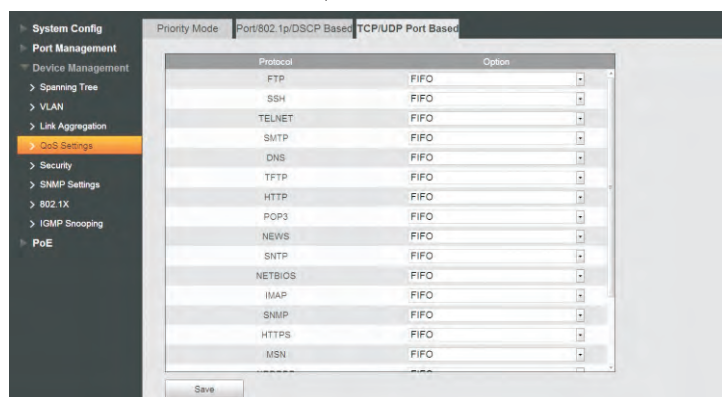 System Config
Port Management
Device Management
> Spanning Tree
> VLAN
> Link Aggregation
> QoS Settings
> Security
> SNMP Settings
> 802.1X
> IGMP Snooping
PoE
Priority Mode Port/802.1p/DSCP Based TCP/UDP Port Based
Protocol Option
FTP FIFO
SSH FIFO
TELNET FIFO
SMTP FIFO
DNS FIFO
TFTP FIFO
HTTP FIFO
POP3 FIFO
NEWS FIFO
SNTP FIFO
NETBIOS FIFO
IMAP FIFO
SNMP FIFO
HTTPS FIFO
MSN FIFO
Save